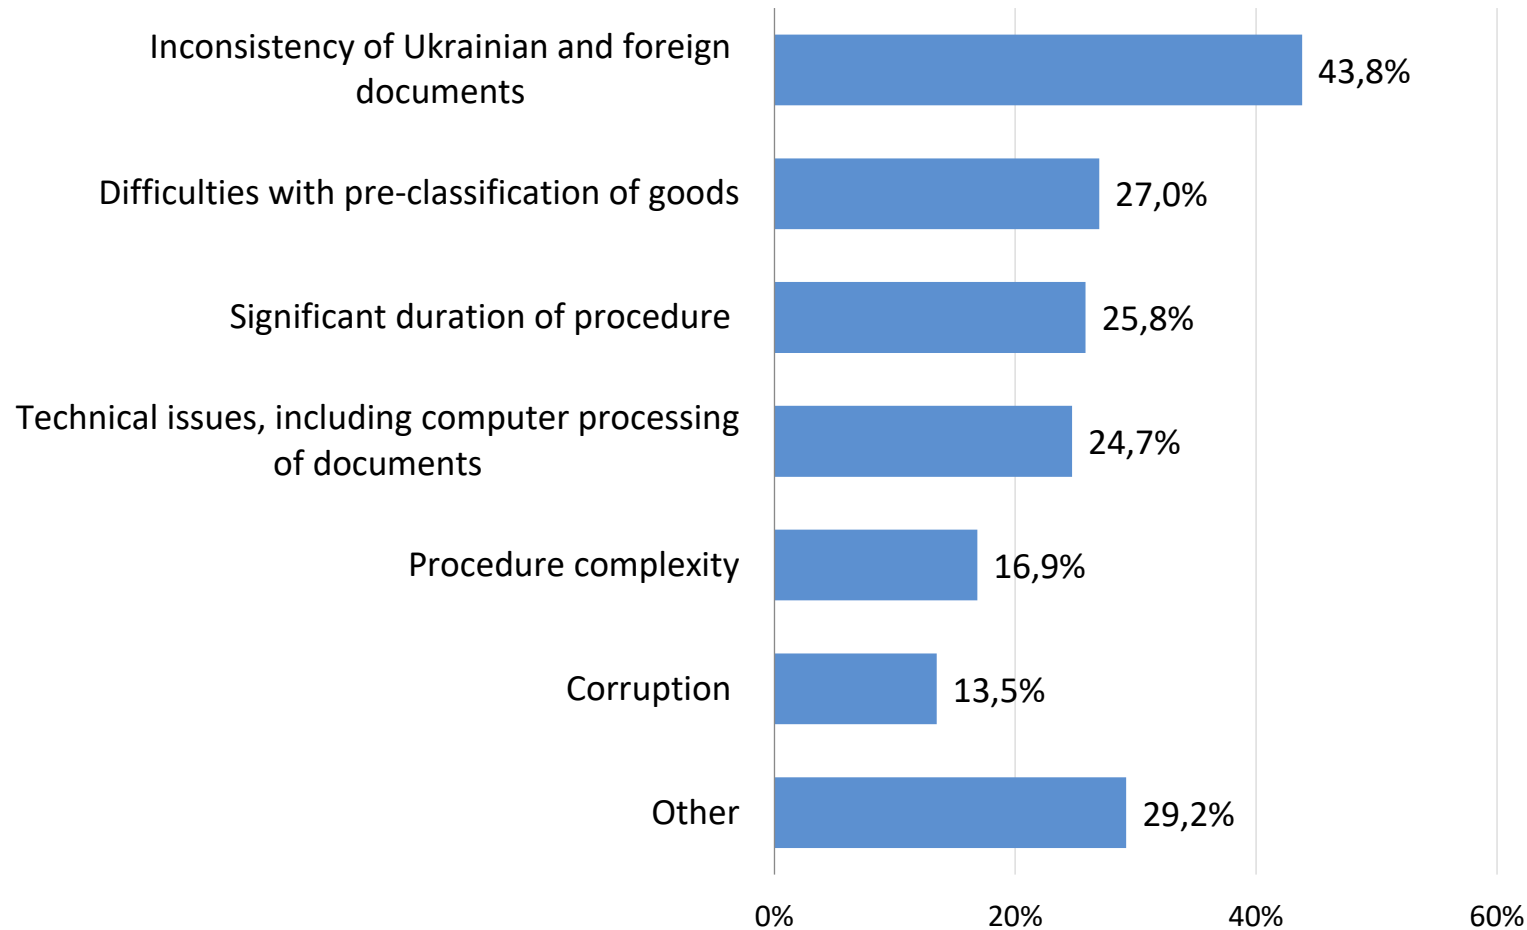 Inconsistency of Ukrainian and foreign
documents
43,8%
Difficulties with pre-classification of goods
27,0%
Significant duration of procedure
25,8%
Technical issues, including computer processing
of documents
24,7%
Procedure complexity
16,9%
Corruption
13,5%
Other
29,2%
0% 20% 40% 60%